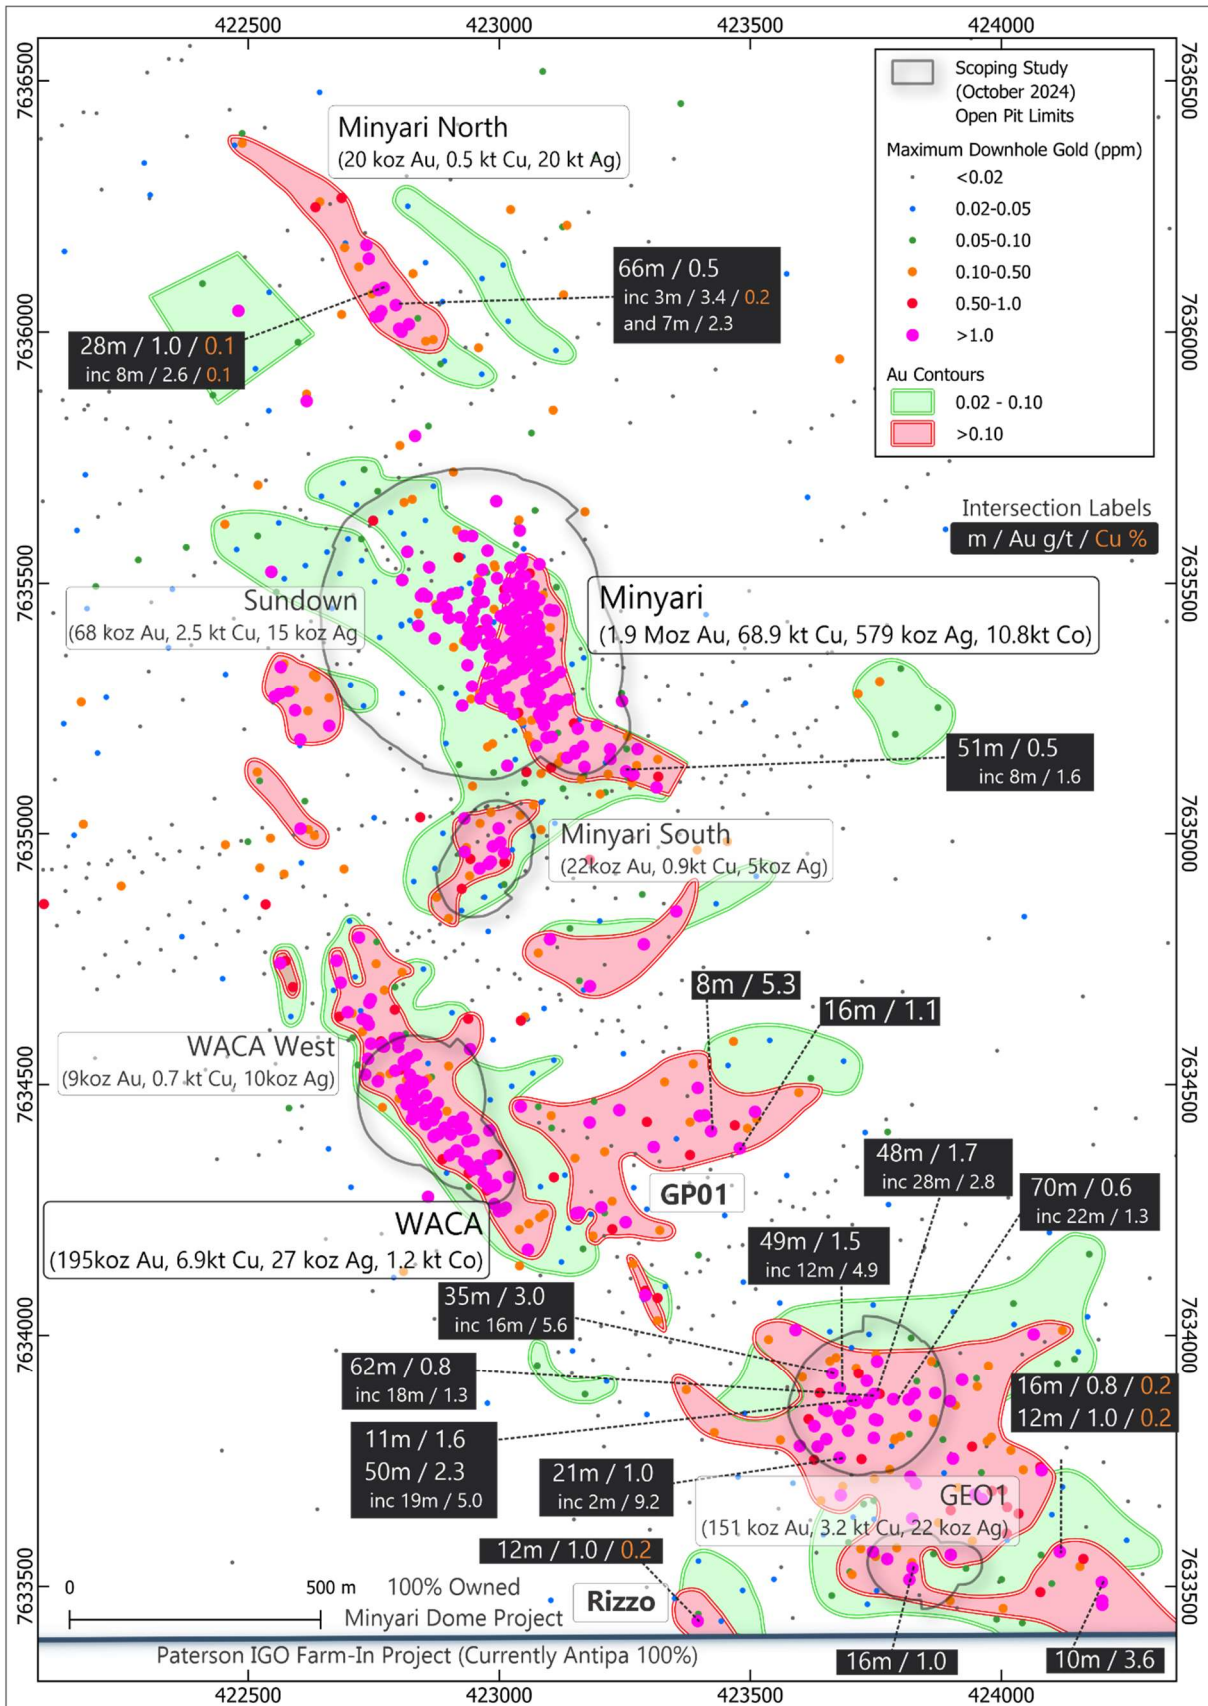 422500 423000 423500 424000
7636500
7636500
Scoping Study
(October 2024)
Open Pit Limits
Maximum Downhole Gold (ppm)
<0.02
0.02-0.05
0.05-0.10
0.10-0.50
0.50-1.0
>1.0
Au Contours
0.02 - 0.10
>0.10
Minyari North
(20 koz Au, 0.5 kt Cu, 20 kt Ag)
66m / 0.5
inc 3m / 3.4 / 0.2
and 7m / 2.3
7636000
7636000
28m / 1.0 / 0.1
inc 8m / 2.6 / 0.1
Intersection Labels
m / Au g/t / Cu %
7635500
7635500
Sundown
(68 koz Au, 2.5 kt Cu, 15 koz Ag
Minyari
(1.9 Moz Au, 68.9 kt Cu, 579 koz Ag, 10.8kt Co)
51m / 0.5
inc 8m / 1.6
7635000
7635000
Minyari South
(22koz Au, 0.9kt Cu, 5koz Ag)
8m / 5.3
16m / 1.1
WACA West
(9koz Au, 0.7 kt Cu, 10koz Ag)
7634500
7634500
48m / 1.7
inc 28m / 2.8
GP01
70m / 0.6
inc 22m / 1.3
WACA
(195koz Au, 6.9kt Cu, 27 koz Ag, 1.2 kt Co)
49m / 1.5
inc 12m / 4.9
35m / 3.0
inc 16m / 5.6
7634000
7634000
62m / 0.8
inc 18m / 1.3
16m / 0.8 / 0.2
12m / 1.0 / 0.2
11m / 1.6
50m / 2.3
inc 19m / 5.0
21m / 1.0
inc 2m / 9.2
GEO1
(151 koz Au, 3.2 kt Cu, 22 koz Ag)
12m / 1.0 / 0.2
7633500
7633500
0 500 m
100% Owned
Minyari Dome Project
Rizzo
Paterson IGO Farm-In Project (Currently Antipa 100%)
16m / 1.0
10m / 3.6
422500 423000 423500 424000